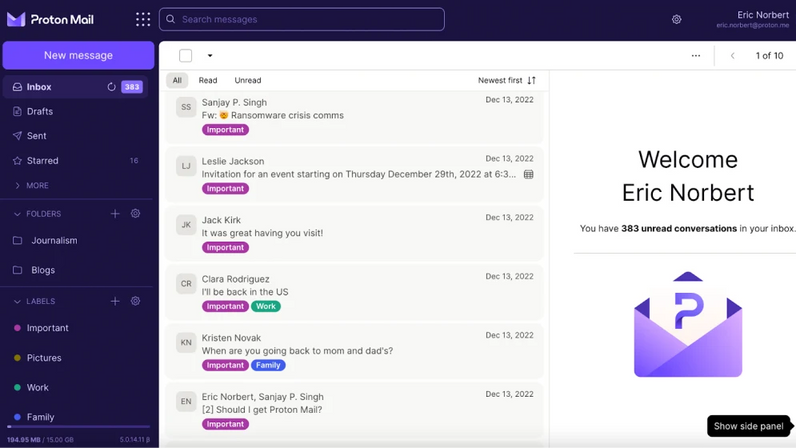 Proton Mail
Search messages
Eric Norbert
eric.norbert@proton.me
New message
1 of 10
Inbox 383
Drafts
Sent
Starred 16
MORE
FOLDERS
Journalism
Blogs
LABELS
Important
Pictures
Work
Family
194.95 MB / 15.00 GB 5.0.14.11 β
All Read Unread Newest first
SS Sanjay P. Singh Dec 13, 2022
Fw: 🤯 Ransomware crisis comms
Important
LJ Leslie Jackson Dec 13, 2022
Invitation for an event starting on Thursday December 29th, 2022 at 6:3...
Important
JK Jack Kirk Dec 13, 2022
It was great having you visit!
Important
CR Clara Rodriguez Dec 13, 2022
I'll be back in the US
Important Work
KN Kristen Novak Dec 13, 2022
When are you going back to mom and dad's?
Important Family
EN Eric Norbert, Sanjay P. Singh Dec 13, 2022
[2] Should I get Proton Mail?
Important
Welcome
Eric Norbert
You have 383 unread conversations in your inbox.
Show side panel